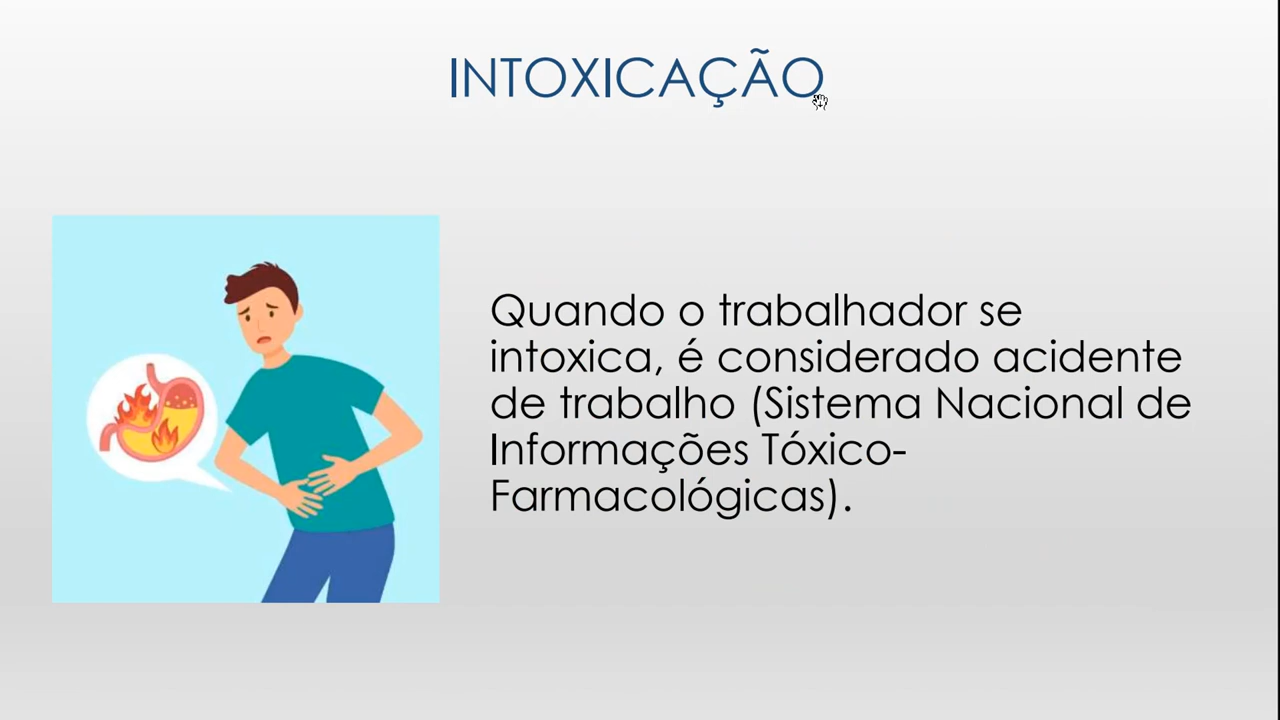 INTOXICAÇÃO
Quando o trabalhador se
intoxica, é considerado acidente
de trabalho (Sistema Nacional de
Informações Tóxico-
Farmacológicas).